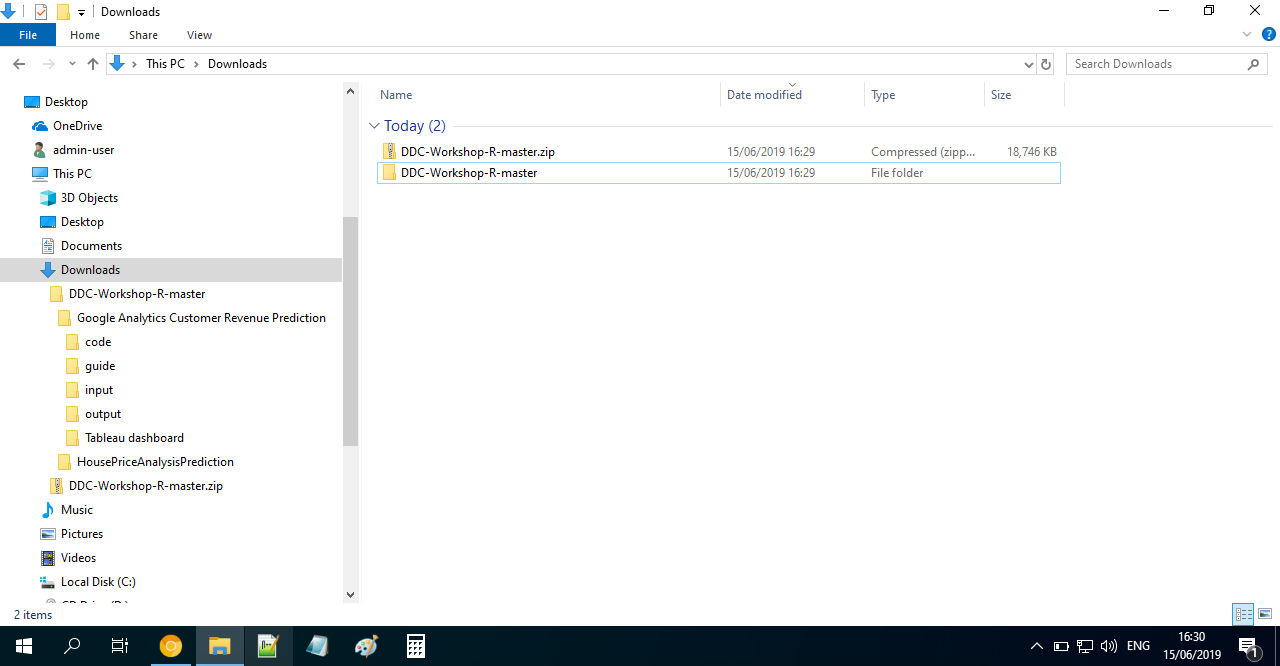 Downloads
File Home Share View
This PC Downloads
Search Downloads
Desktop
OneDrive
admin-user
This PC
3D Objects
Desktop
Documents
Downloads
DDC-Workshop-R-master
Google Analytics Customer Revenue Prediction
code
guide
input
output
Tableau dashboard
HousePriceAnalysisPrediction
DDC-Workshop-R-master.zip
Music
Pictures
Videos
Local Disk (C:)
Name Date modified Type Size
Today (2)
DDC-Workshop-R-master.zip 15/06/2019 16:29 Compressed (zipp... 18,746 KB
DDC-Workshop-R-master 15/06/2019 16:29 File folder
2 items
ENG
16:30
15/06/2019
1